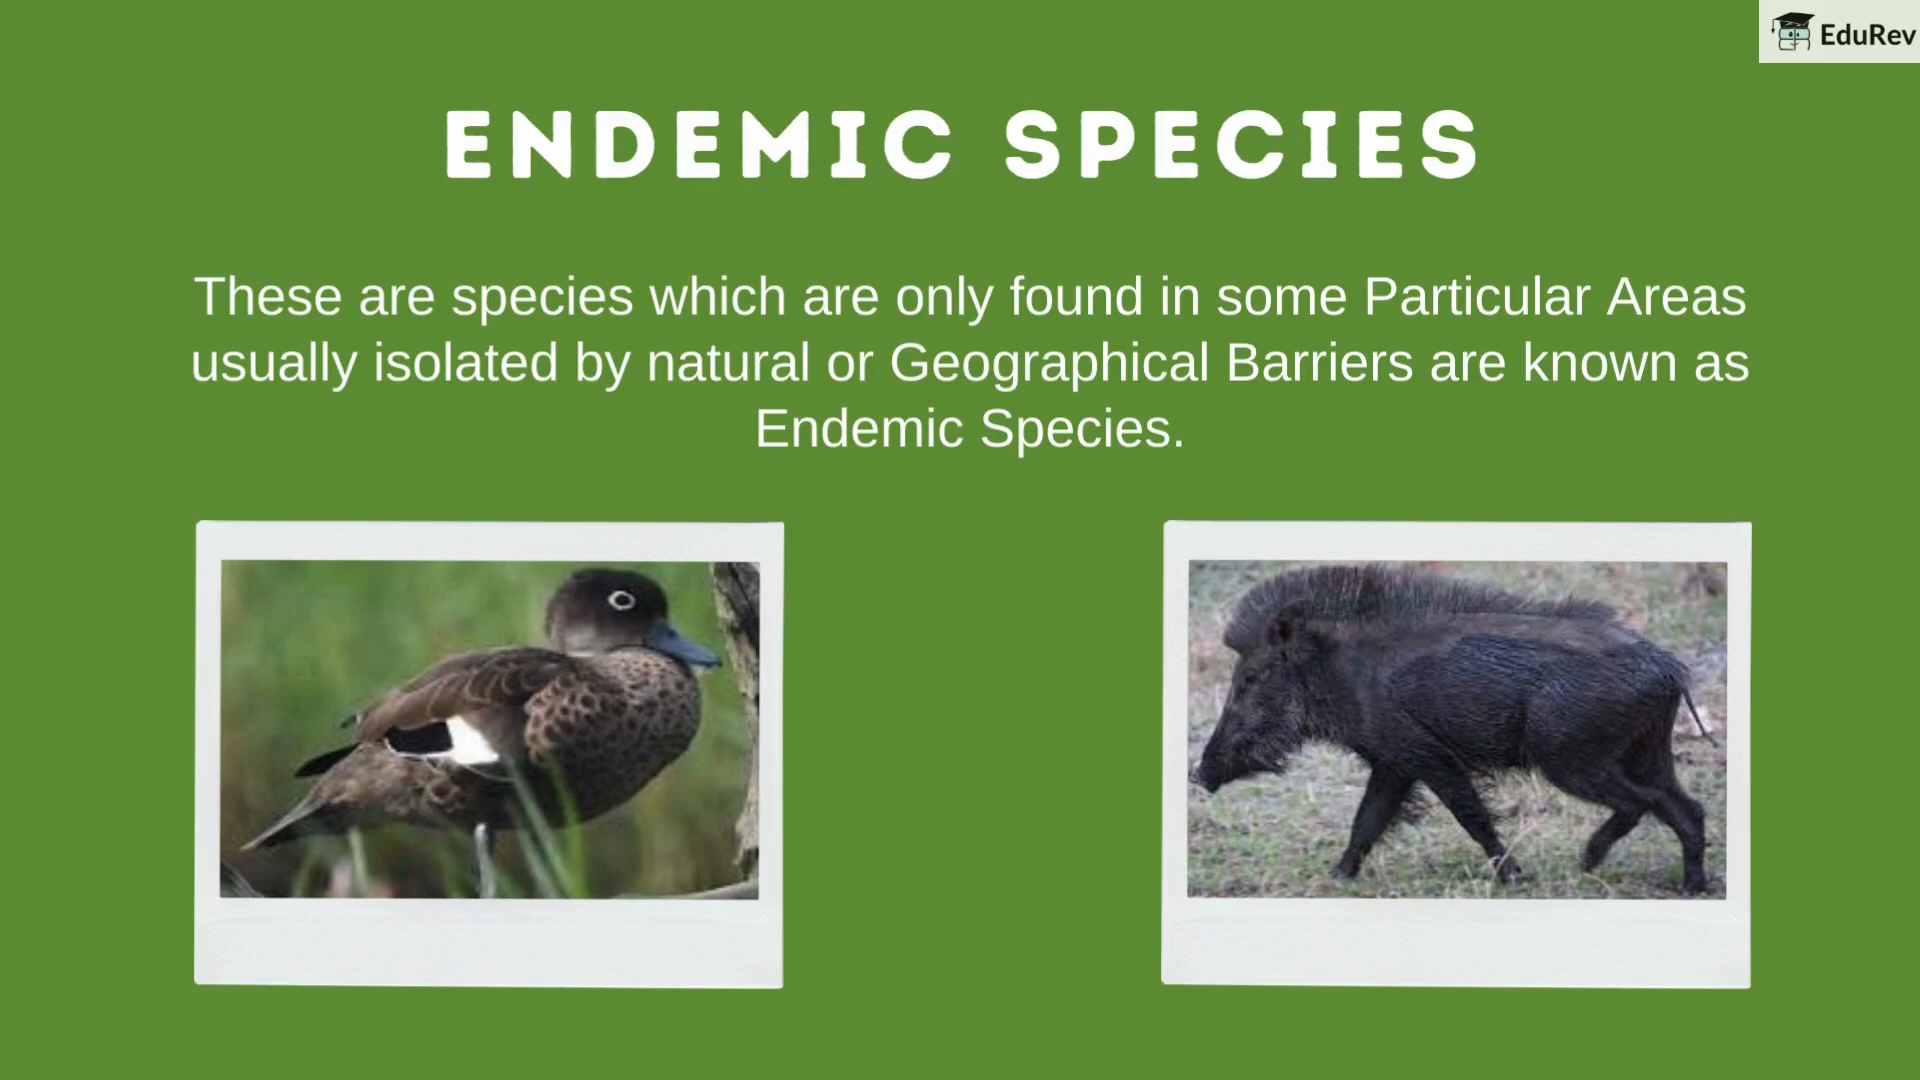 EduRev
ENDEMIC SPECIES
These are species which are only found in some Particular Areas
usually isolated by natural or Geographical Barriers are known as
Endemic Species.